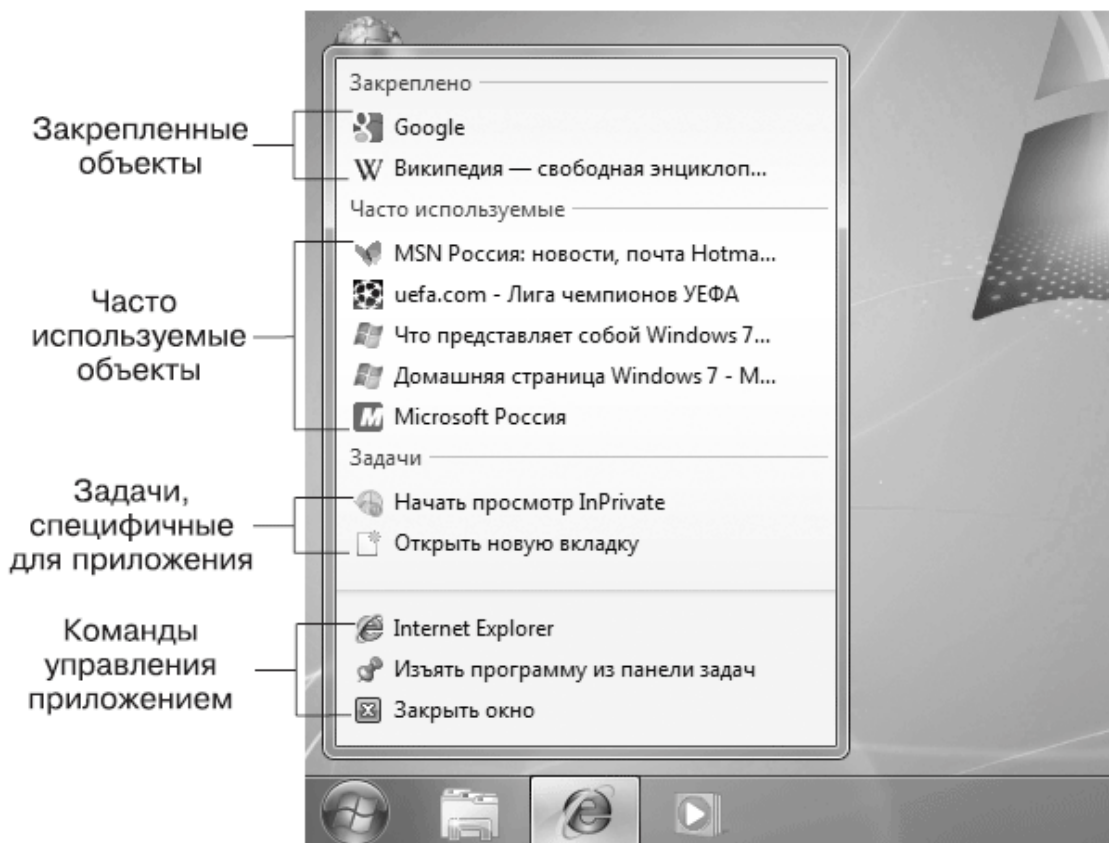 Закрепленные
объекты
Часто
используемые
объекты
Задачи,
специфичные
для приложения
Команды
управления
приложением
Закреплено
Google
Википедия — свободная энциклоп...
Часто используемые
MSN Россия: новости, почта Hotma...
uefa.com - Лига чемпионов УЕФА
Что представляет собой Windows 7...
Домашняя страница Windows 7 - M...
Microsoft Россия
Задачи
Начать просмотр InPrivate
Открыть новую вкладку
Internet Explorer
Изъять программу из панели задач
Закрыть окно